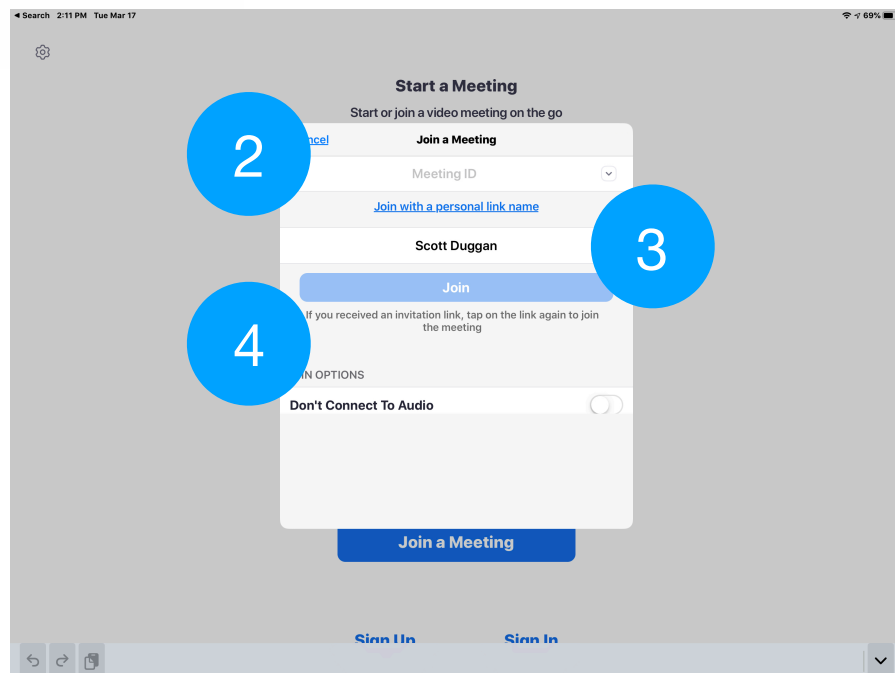 Search 2:11 PM Tue Mar 17 69%
Start a Meeting
Start or join a video meeting on the go
2
ncel Join a Meeting
Meeting ID
Join with a personal link name
Scott Duggan
3
Join
If you received an invitation link, tap on the link again to join
the meeting
4
IN OPTIONS
Don't Connect To Audio
Join a Meeting
Sign Up Sign In